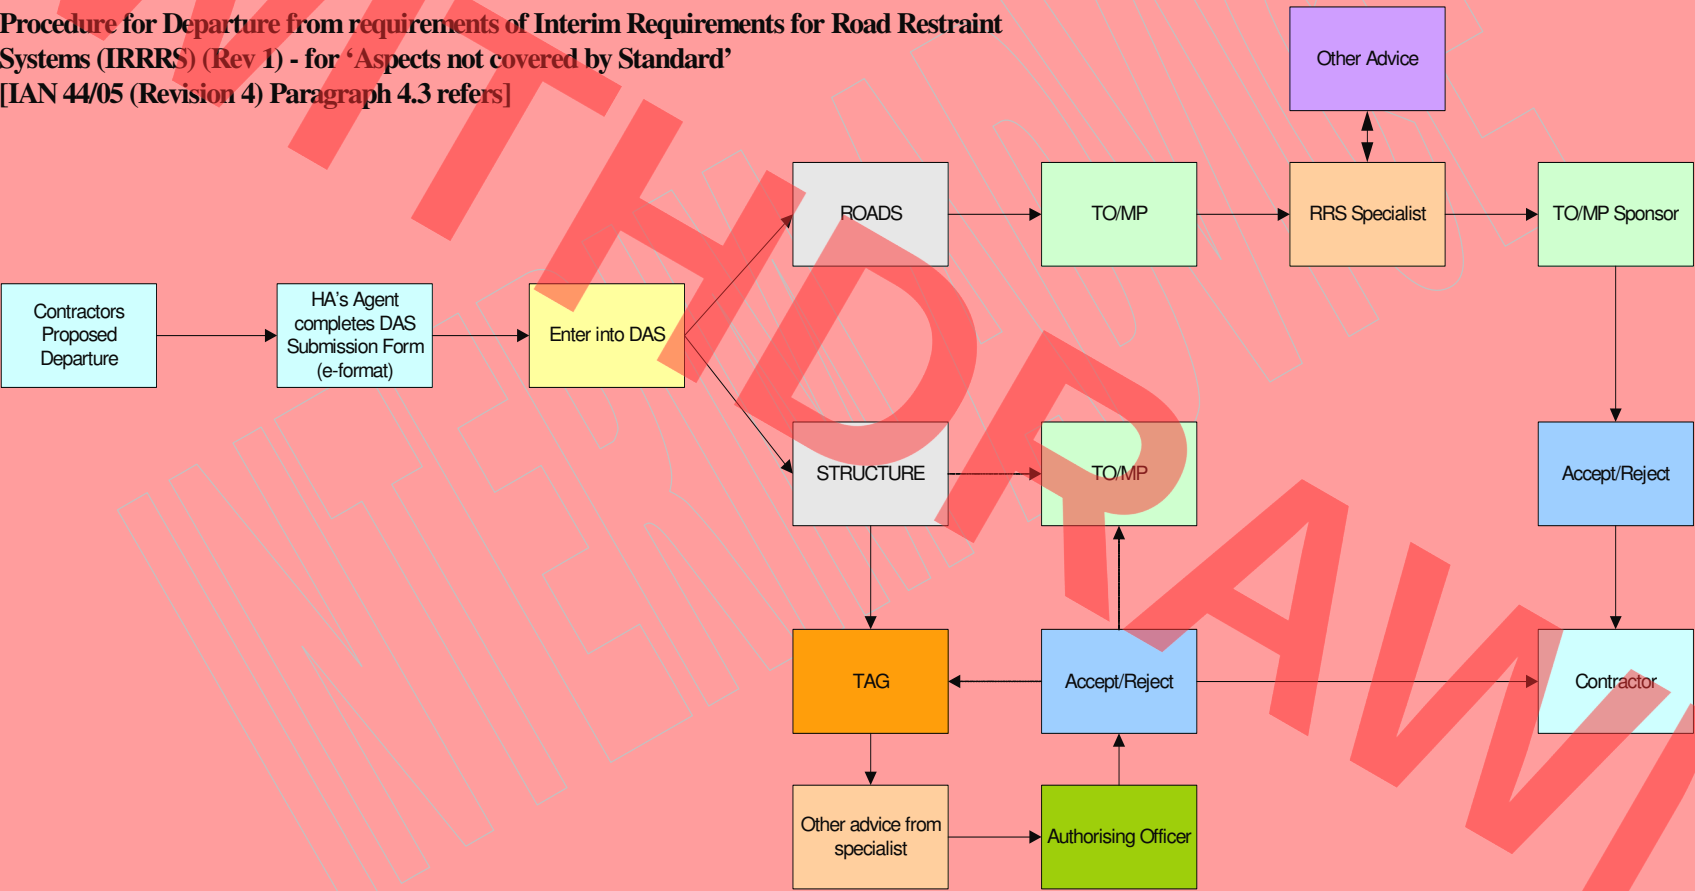 Procedure for Departure from requirements of Interim Requirements for Road Restraint
Systems (IRRRS) (Rev 1) - for ‘Aspects not covered by Standard’
[IAN 44/05 (Revision 4) Paragraph 4.3 refers]
Other Advice
ROADS
TO/MP
RRS Specialist
TO/MP Sponsor
Contractors
Proposed
Departure
HA's Agent
completes DAS
Submission Form
(e-format)
Enter into DAS
STRUCTURE
TO/MP
Accept/Reject
TAG
Accept/Reject
Contractor
Other advice from
specialist
Authorising Officer
WITHDRAWN